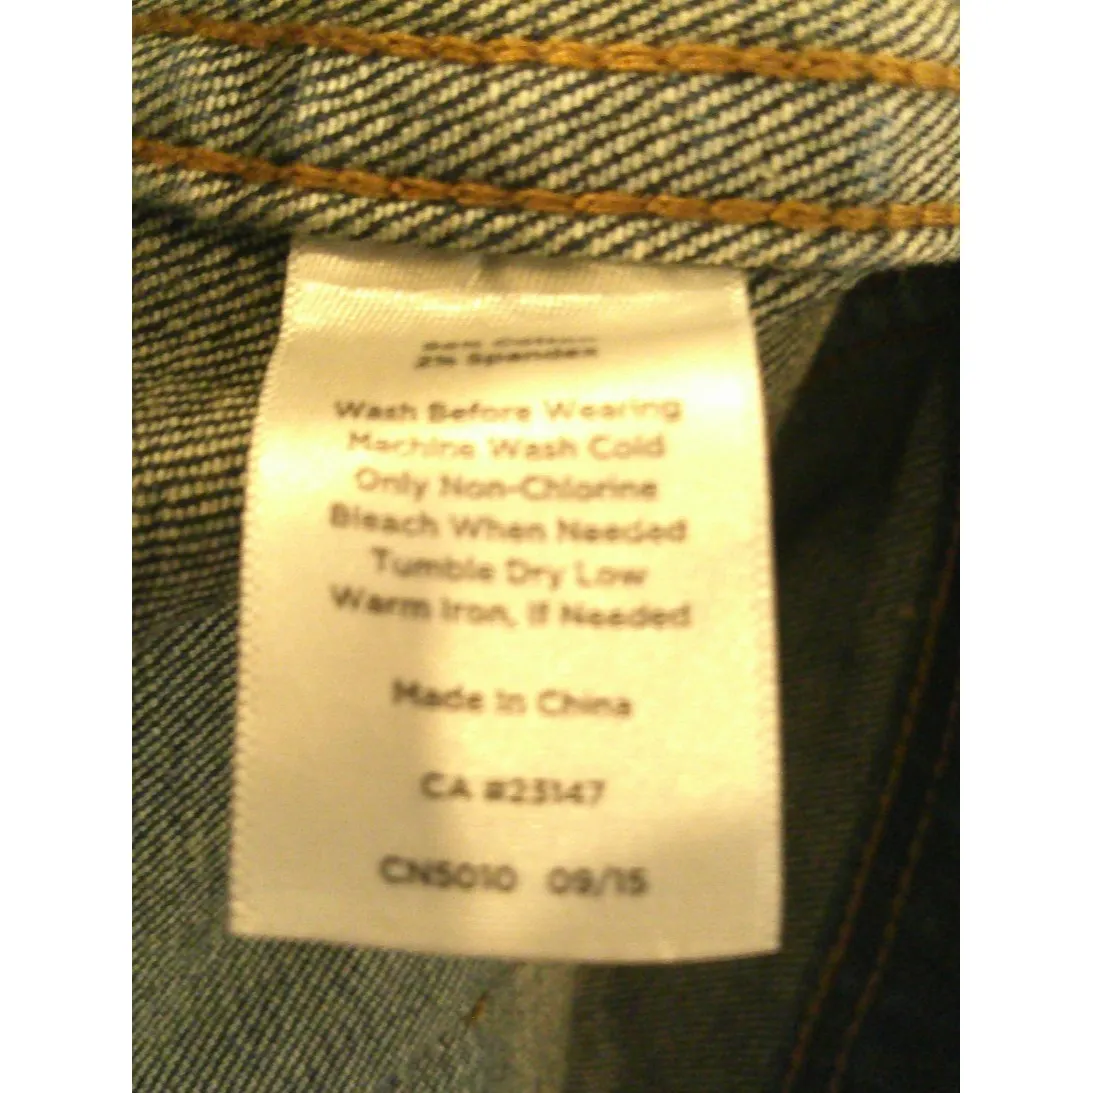 Cotton
2% Spandex
Wash Before Wearing
Machine Wash Cold
Only Non-Chlorine
Bleach When Needed
Tumble Dry Low
Warm Iron, If Needed
Made In China
CA #23147
CN5010 09/15